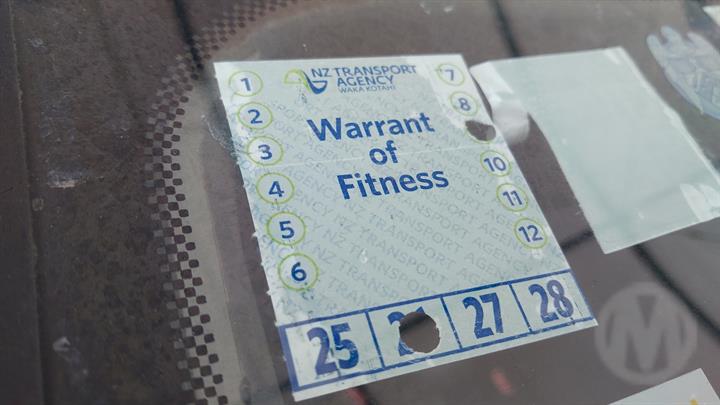 NZ TRANSPORT
AGENCY
WAKA KOTAHI
Warrant
of
Fitness
1
2
3
4
5
6
7
8
10
11
12
25 27 28
M